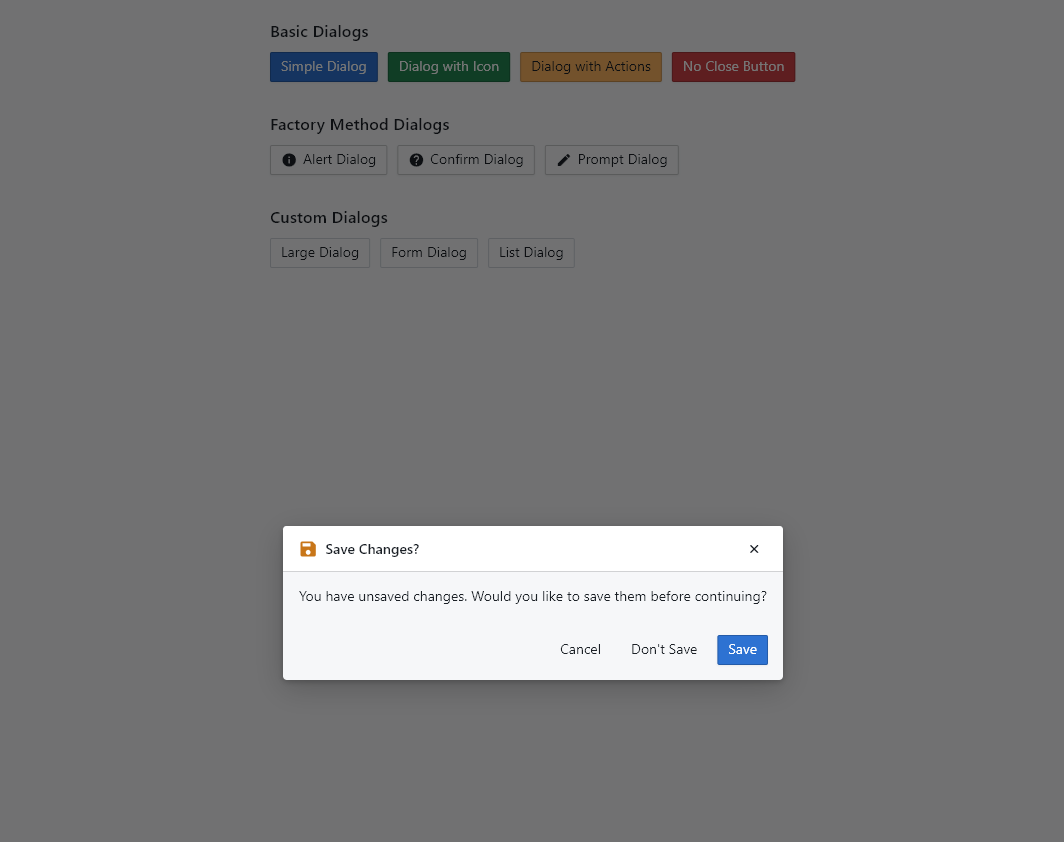 Basic Dialogs
Simple Dialog Dialog with Icon Dialog with Actions No Close Button
Factory Method Dialogs
Alert Dialog Confirm Dialog Prompt Dialog
Custom Dialogs
Large Dialog Form Dialog List Dialog
Save Changes?
You have unsaved changes. Would you like to save them before continuing?
Cancel Don't Save Save